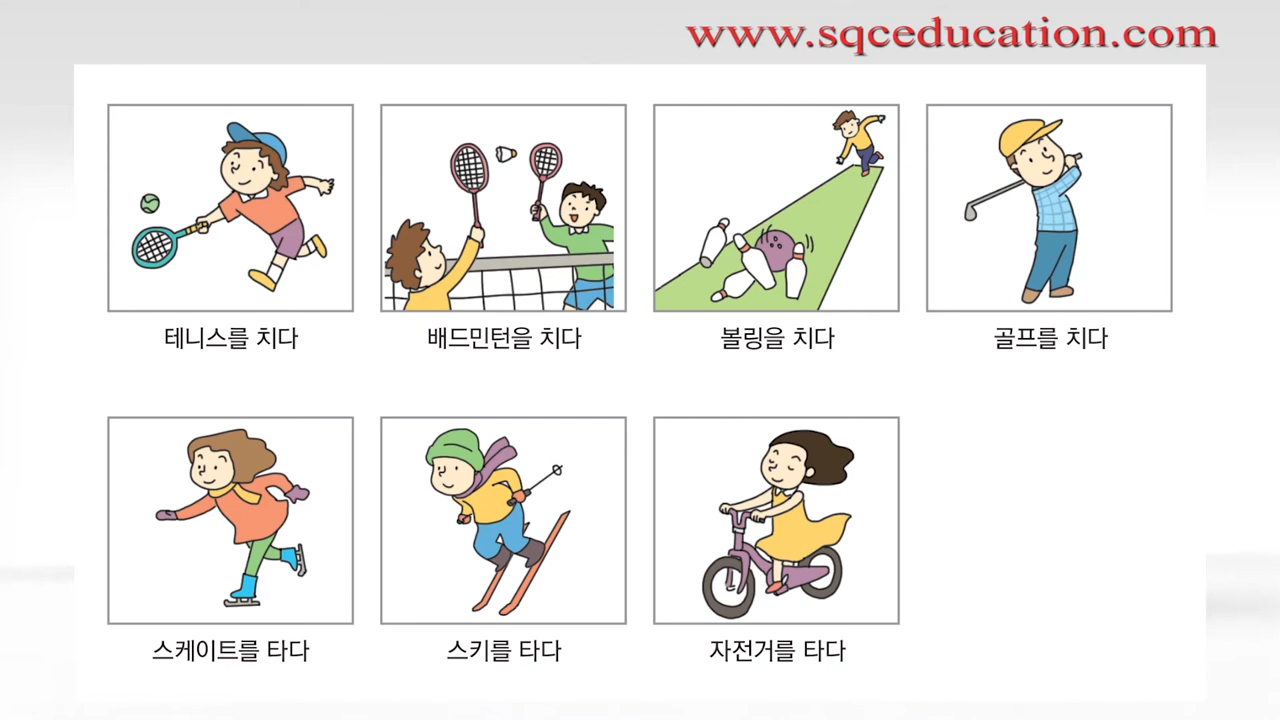 www.sqceducation.com
테니스를 치다
배드민턴을 치다
볼링을 치다
골프를 치다
스케이트를 타다
스키를 타다
자전거를 타다